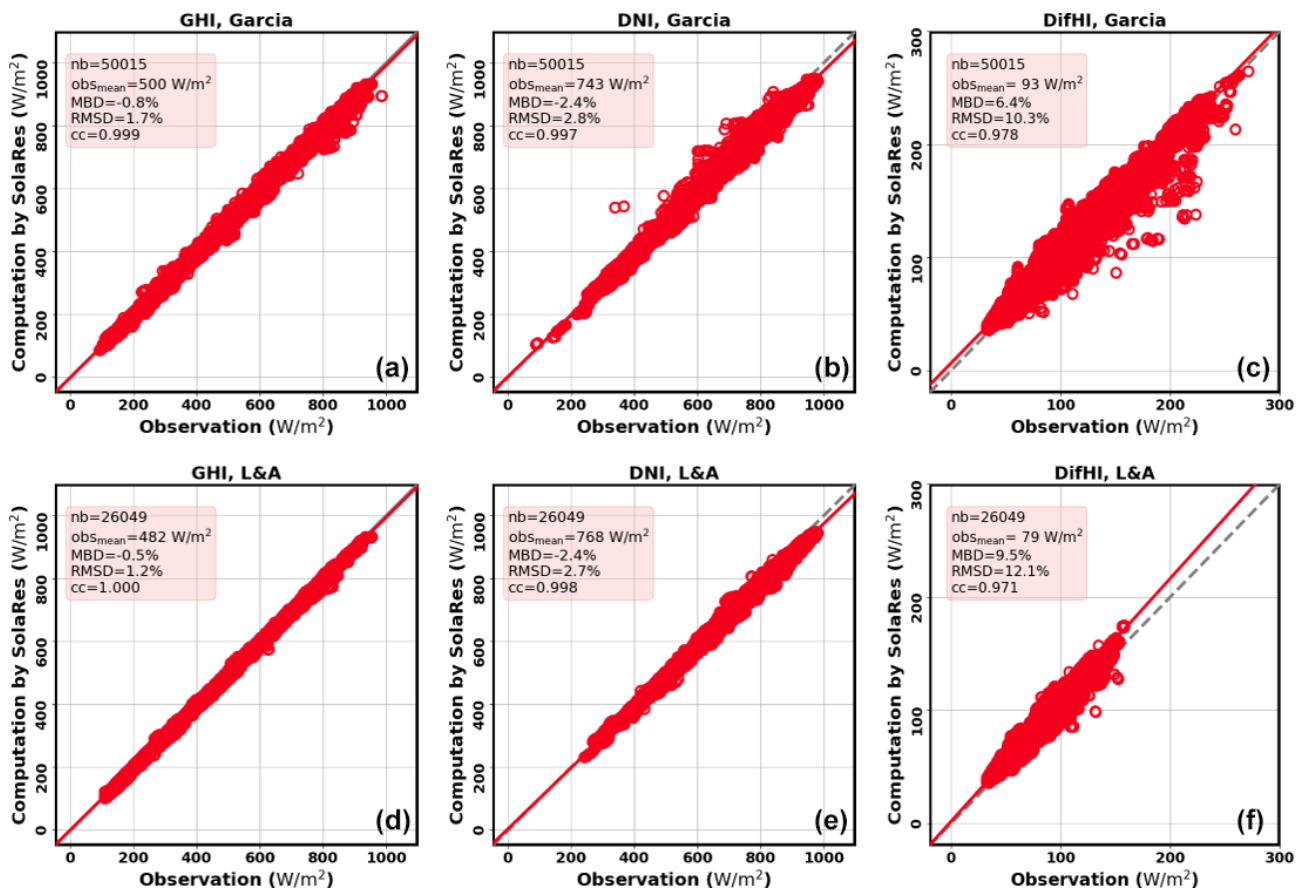 GHI, Garcia
nb=50015
obsmean=500 W/m²
MBD=-0.8%
RMSD=1.7%
cc=0.999
1000
800
600
400
200
0
Computation by SolaRes (W/m²)
0 200 400 600 800 1000
Observation (W/m²)
(a)
DNI, Garcia
nb=50015
obsmean=743 W/m²
MBD=-2.4%
RMSD=2.8%
cc=0.997
1000
800
600
400
200
0
Computation by SolaRes (W/m²)
0 200 400 600 800 1000
Observation (W/m²)
(b)
DifHI, Garcia
nb=50015
obsmean= 93 W/m²
MBD=6.4%
RMSD=10.3%
cc=0.978
300
200
100
0
Computation by SolaRes (W/m²)
0 100 200 300
Observation (W/m²)
(c)
GHI, L&A
nb=26049
obsmean=482 W/m²
MBD=-0.5%
RMSD=1.2%
cc=1.000
1000
800
600
400
200
0
Computation by SolaRes (W/m²)
0 200 400 600 800 1000
Observation (W/m²)
(d)
DNI, L&A
nb=26049
obsmean=768 W/m²
MBD=-2.4%
RMSD=2.7%
cc=0.998
1000
800
600
400
200
0
Computation by SolaRes (W/m²)
0 200 400 600 800 1000
Observation (W/m²)
(e)
DifHI, L&A
nb=26049
obsmean= 79 W/m²
MBD=9.5%
RMSD=12.1%
cc=0.971
300
200
100
0
Computation by SolaRes (W/m²)
0 100 200 300
Observation (W/m²)
(f)